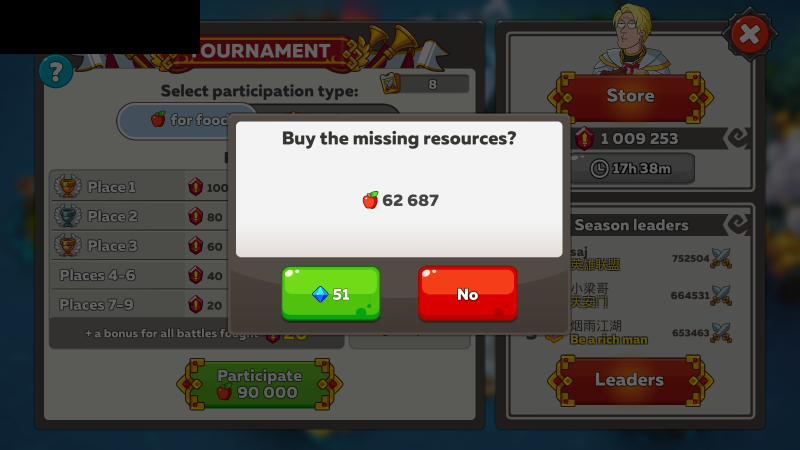 TOURNAMENT
?
Select participation type:
8
for food
Place 1
100
Place 2
80
Place 3
60
Places 4-6
40
Places 7-9
20
+ a bonus for all battles fought
20
Participate
90 000
Buy the missing resources?
62 687
51
No
Store
1 009 253
17h 38m
Season leaders
saj
英雄联盟
752504
小梁哥
天安门
664531
烟雨江湖
Be a rich man
653463
Leaders